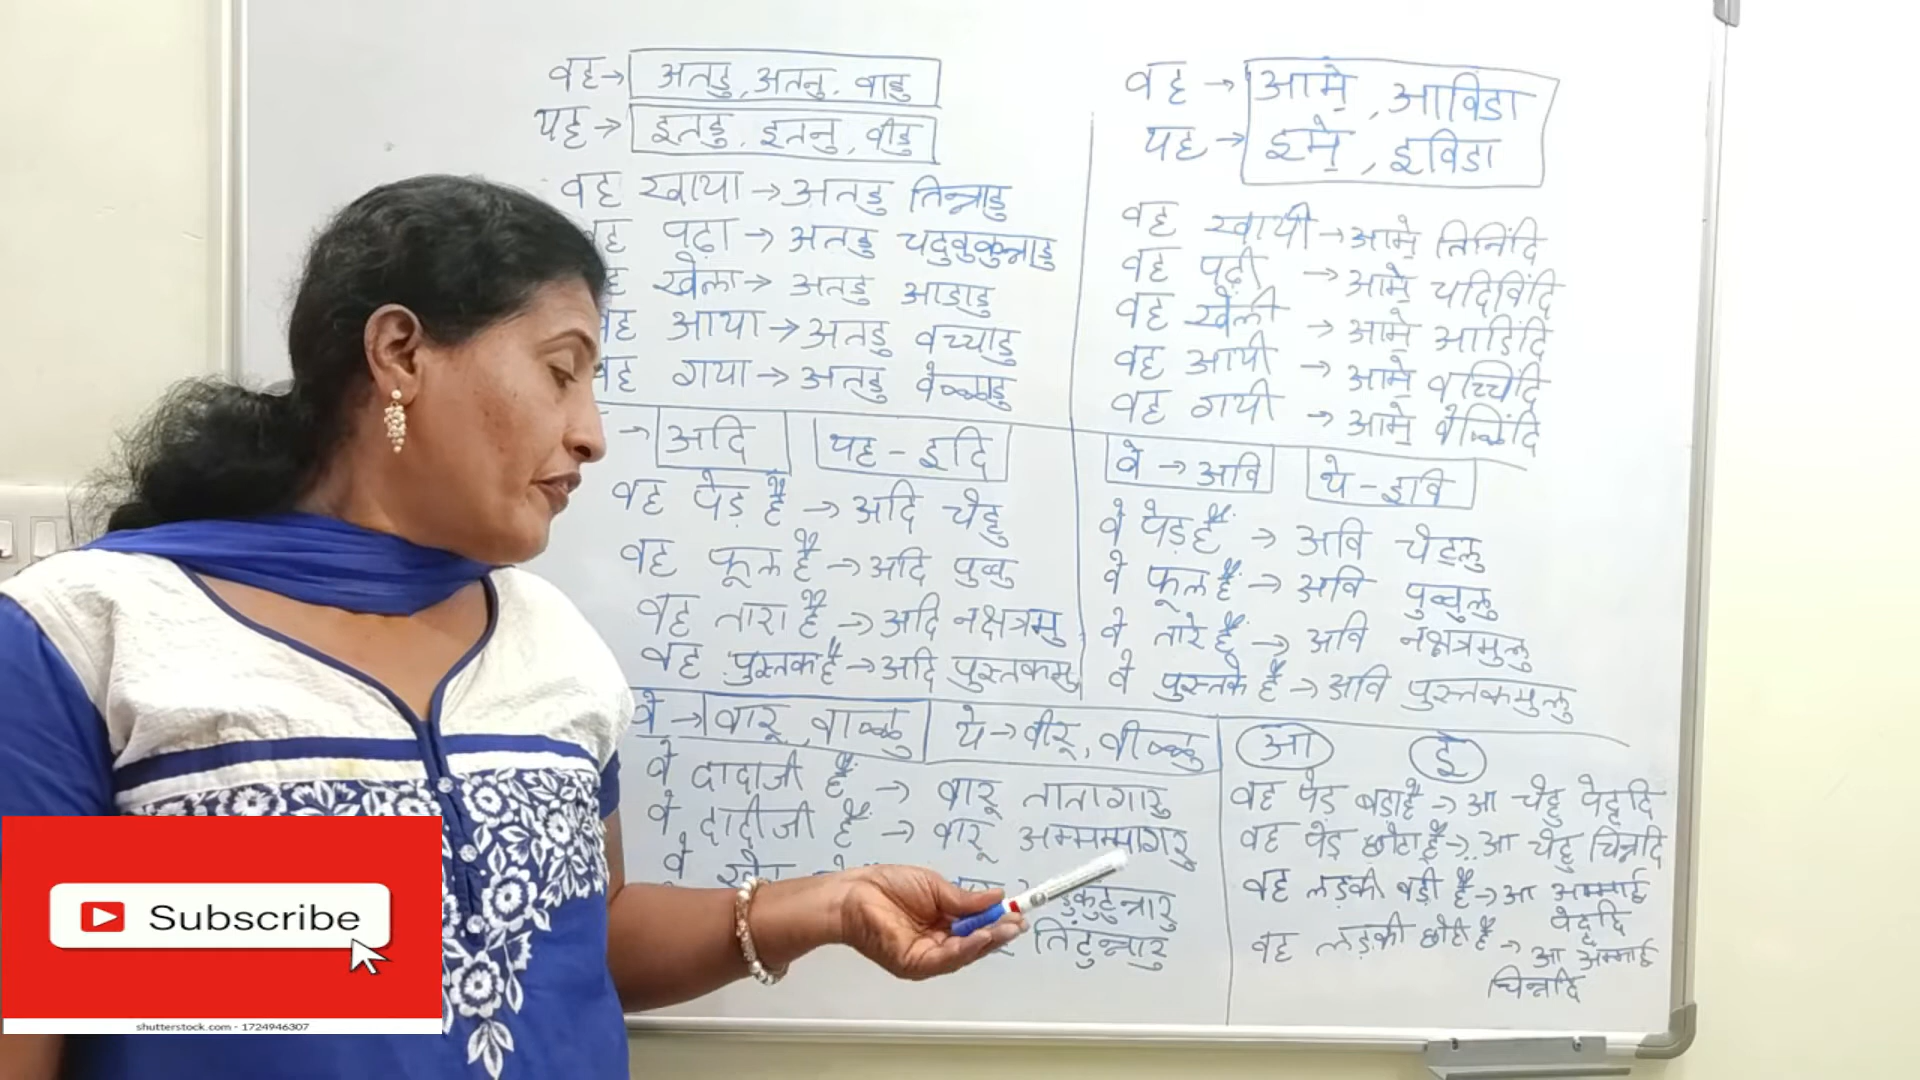 वह → अतडु, अतनु, वाडु
यह → इतडु, इतनु, वीडु
वह खाया → अतडु तिन्नाडु
वह पढ़ा → अतडु चदुवुकुन्नाडु
खेला → अतडु आडाडु
वह आया → अतडु वच्चाडु
वह गया → अतडु वेळ्ळाडु
वह → आमे, आविडा
यह → इमे, इविडा
वह खायी → आमे तिनिंदि
वह पढ़ी → आमे चदिविंदि
वह खेली → आमे आडिंदि
वह आयी → आमे वच्चिंदि
वह गयी → आमे वेळ्ळिंदि
→ अदि यह - इदि
वह पेड़ है → अदि चेट्टु
वह फूल है → अदि पुव्वु
वह तारा है → अदि नक्षत्रमु
वह पुस्तक है → अदि पुस्तकमु
वे → अवि ये - इवि
वे पेड़ हैं → अवि चेट्लु
वे फूल हैं → अवि पुव्वुलु
वे तारे हैं → अवि नक्षत्रमुलु
वे पुस्तके हैं → अवि पुस्तकमुलु
वे → वारू, वाळ्ळु ये → वीरू, वीळ्ळु
वे दादाजी हैं → वारू तातागारु
वे दादीजी हैं → वारू अम्मम्मागरु
वे
तिंटुन्नारु
आ ई
वह पेड़ बड़ा है → आ चेट्टु पेद्ददि
वह पेड़ छोटा है → आ चेट्टु चिन्नदि
वह लड़की बड़ी है → आ अम्माई
पेद्ददि
वह लड़की छोटी है → आ अम्माई
चिन्नदि
Subscribe
shutterstock.com · 1724946307